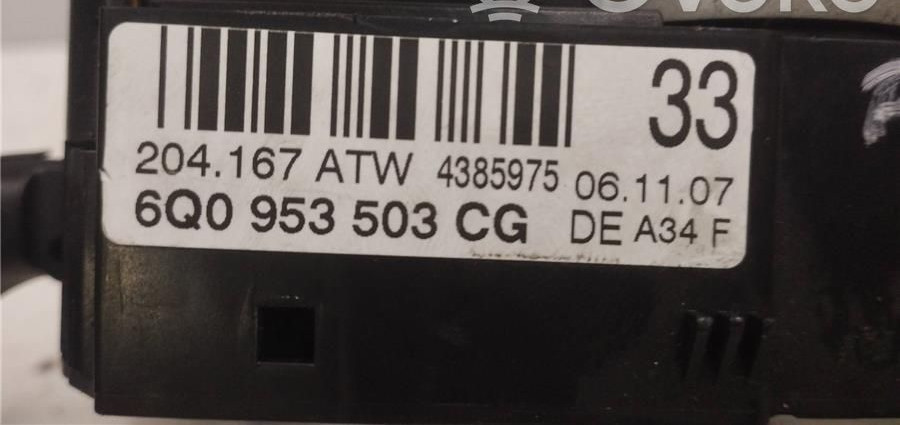 33
204.167 ATW 4385975 06.11.07
6Q0 953 503 CG DE A34 F